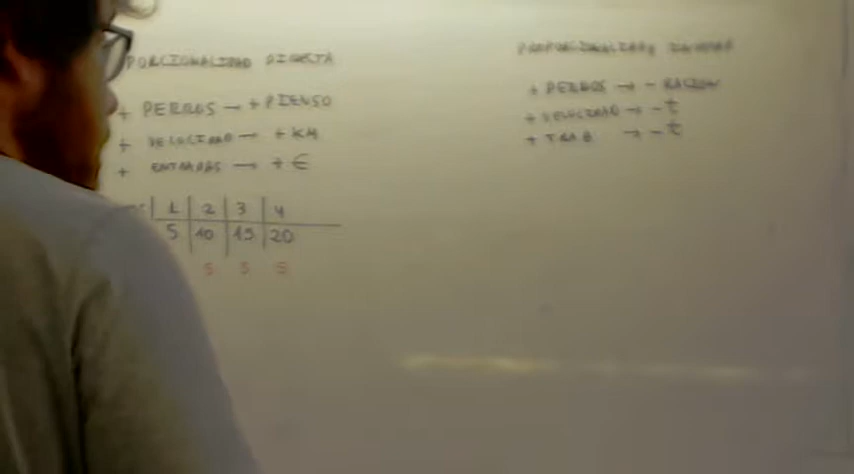 PORCIONALIDAD DIRECTA
+ PERROS → + PIENSO
+ VELOCIDAD → + KM
+ ENTRADAS → + €
1 2 3 4
5 10 15 20
5 5 5
PROPORCIONALIDAD INVERSA
+ PERROS → - RACION
+ VELOCIDAD → - t
+ TRAB → - t